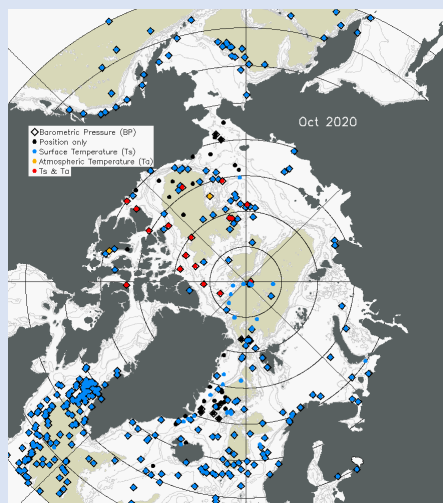 Oct 2020
Barometric Pressure (BP)
Position only
Surface Temperature (Ts)
Atmospheric Temperature (Ta)
Ts & Ta